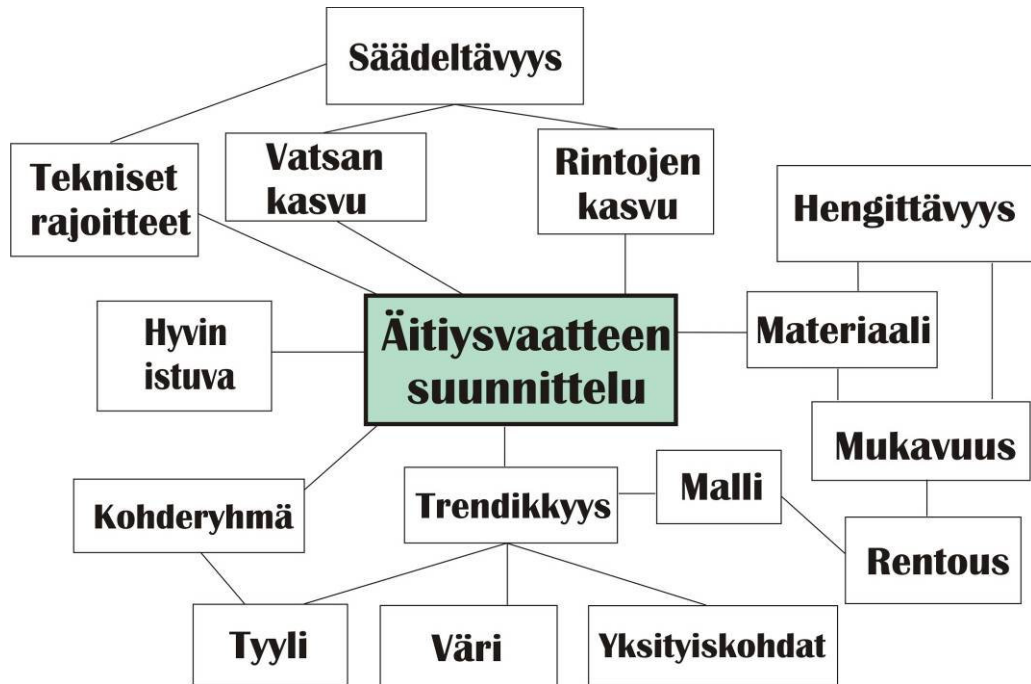 Säädeltävyys
Tekniset
rajoitteet
Vatsan
kasvu
Rintojen
kasvu
Hengittävyys
Hyvin
istuva
Äitiysvaatteen
suunnittelu
Materiaali
Mukavuus
Kohderyhmä
Trendikkyys
Malli
Rentous
Tyyli
Väri
Yksityiskohdat